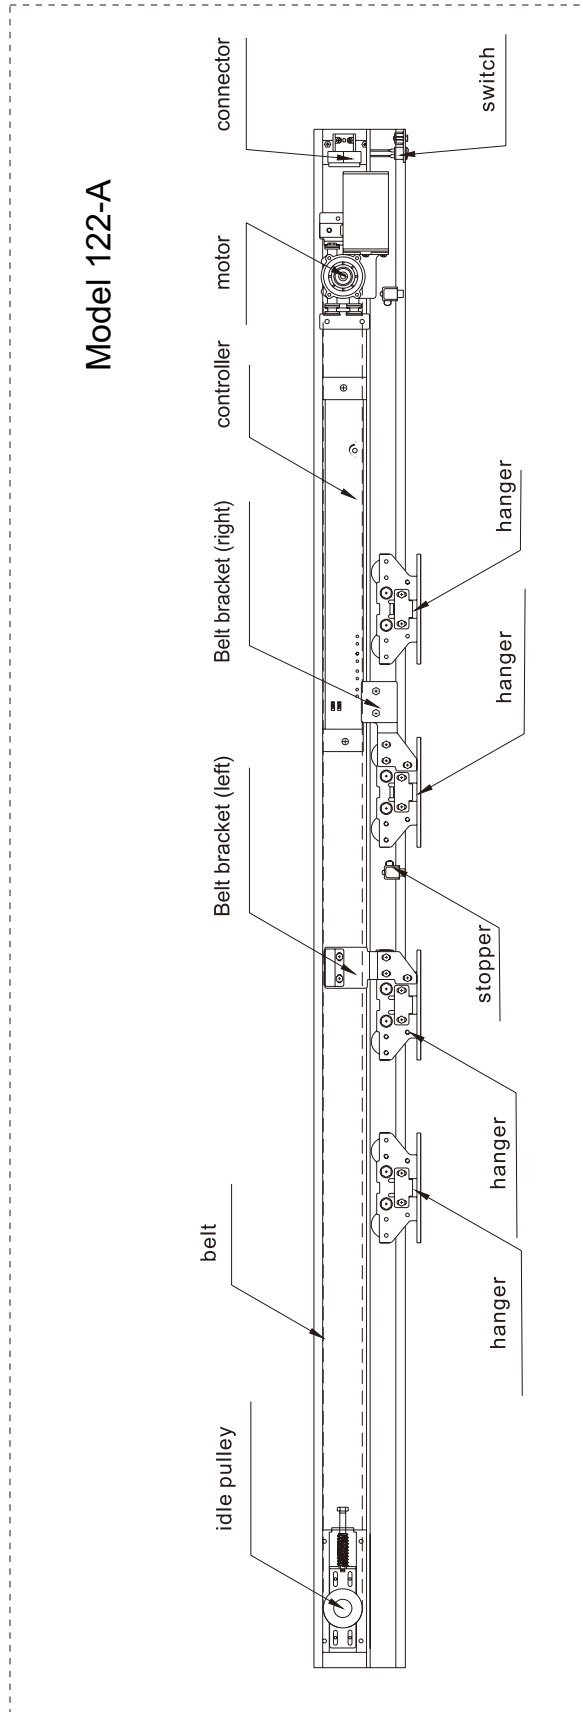 Model 122-A
idle pulley
belt
Belt bracket (left)
Belt bracket (right)
controller
motor
connector
hanger
hanger
stopper
hanger
hanger
switch